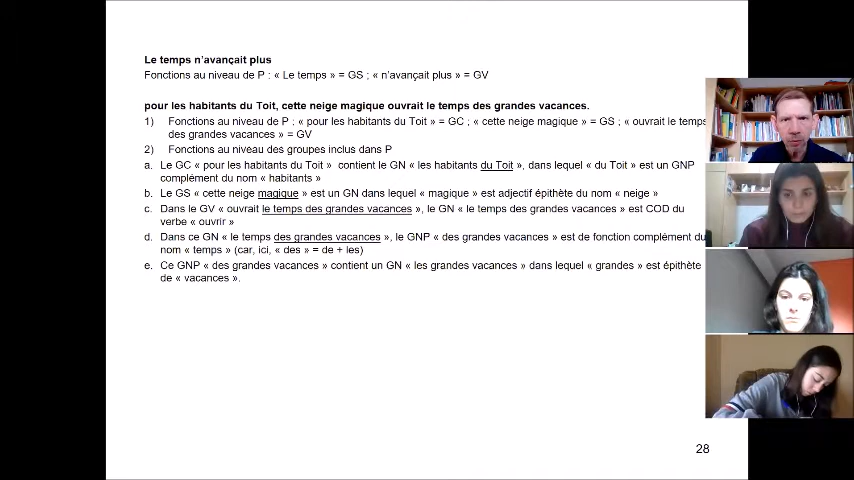 Le temps n’avançait plus
Fonctions au niveau de P : « Le temps » = GS ; « n’avançait plus » = GV
pour les habitants du Toit, cette neige magique ouvrait le temps des grandes vacances.
1) Fonctions au niveau de P : « pour les habitants du Toit » = GC ; « cette neige magique » = GS ; « ouvrait le temps
des grandes vacances » = GV
2) Fonctions au niveau des groupes inclus dans P
a. Le GC « pour les habitants du Toit » contient le GN « les habitants du Toit », dans lequel « du Toit » est un GNP
complément du nom « habitants »
b. Le GS « cette neige magique » est un GN dans lequel « magique » est adjectif épithète du nom « neige »
c. Dans le GV « ouvrait le temps des grandes vacances », le GN « le temps des grandes vacances » est COD du
verbe « ouvrir »
d. Dans ce GN « le temps des grandes vacances », le GNP « des grandes vacances » est de fonction complément du
nom « temps » (car, ici, « des » = de + les)
e. Ce GNP « des grandes vacances » contient un GN « les grandes vacances » dans lequel « grandes » est épithète
de « vacances ».
28